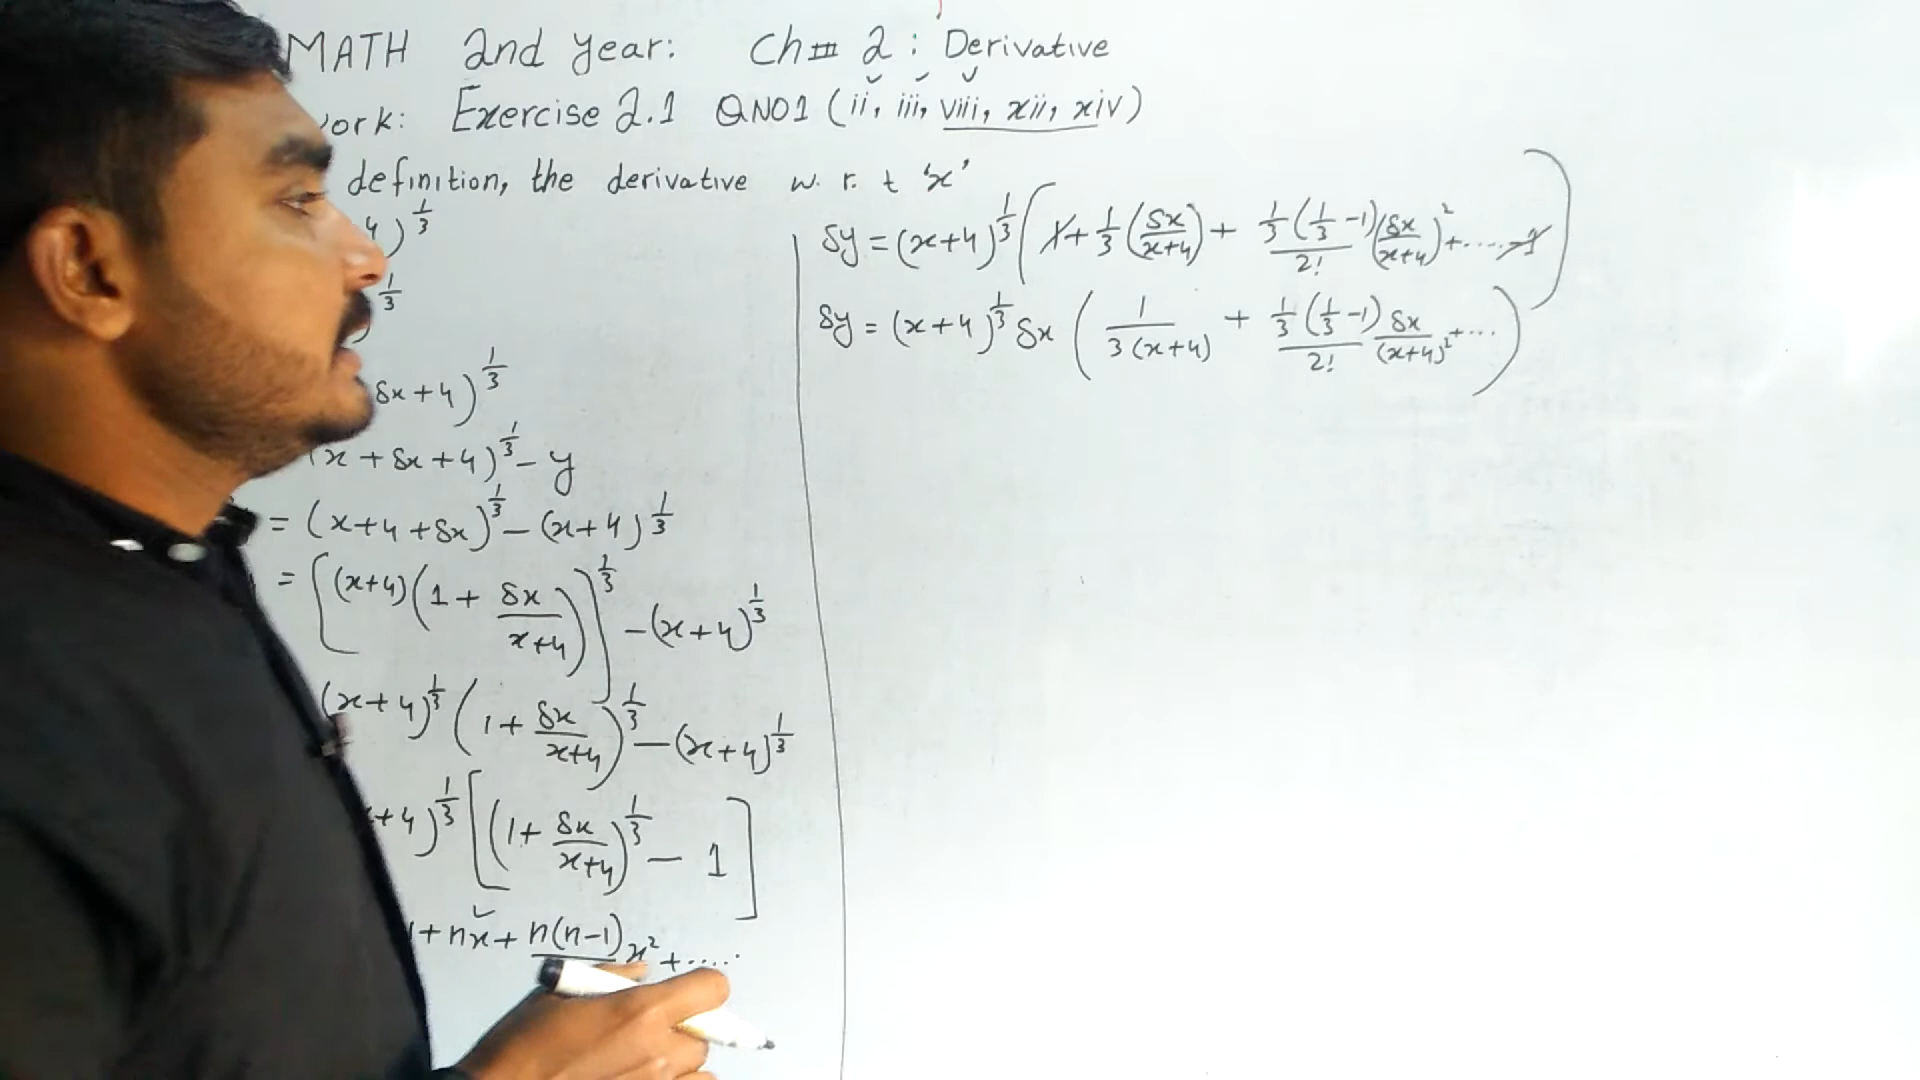 MATH 2nd year: Ch# 2: Derivative
ork: Exercise 2.1 QNO1 (ii, iii, viii, xii, xiv)
definition, the derivative w. r. t 'x'
4)^{1/3}
)^{1/3}
δx+4)^{1/3}
(x+δx+4)^{1/3} - y
= (x+4+δx)^{1/3} - (x+4)^{1/3}
= [(x+4)(1+ δx/(x+4))]^{1/3} - (x+4)^{1/3}
(x+4)^{1/3} (1+ δx/(x+4))^{1/3} - (x+4)^{1/3}
+4)^{1/3} [(1+ δx/(x+4))^{1/3} - 1]
1+nx+ n(n-1) x² + .....
δy = (x+4)^{1/3} (1+ 1/3 (δx/(x+4)) + 1/3(1/3 -1)/2! (δx/(x+4))² + ..... -1)
δy = (x+4)^{1/3} δx (1/(3(x+4)) + 1/3(1/3 -1)/2! δx/(x+4)² + ...)